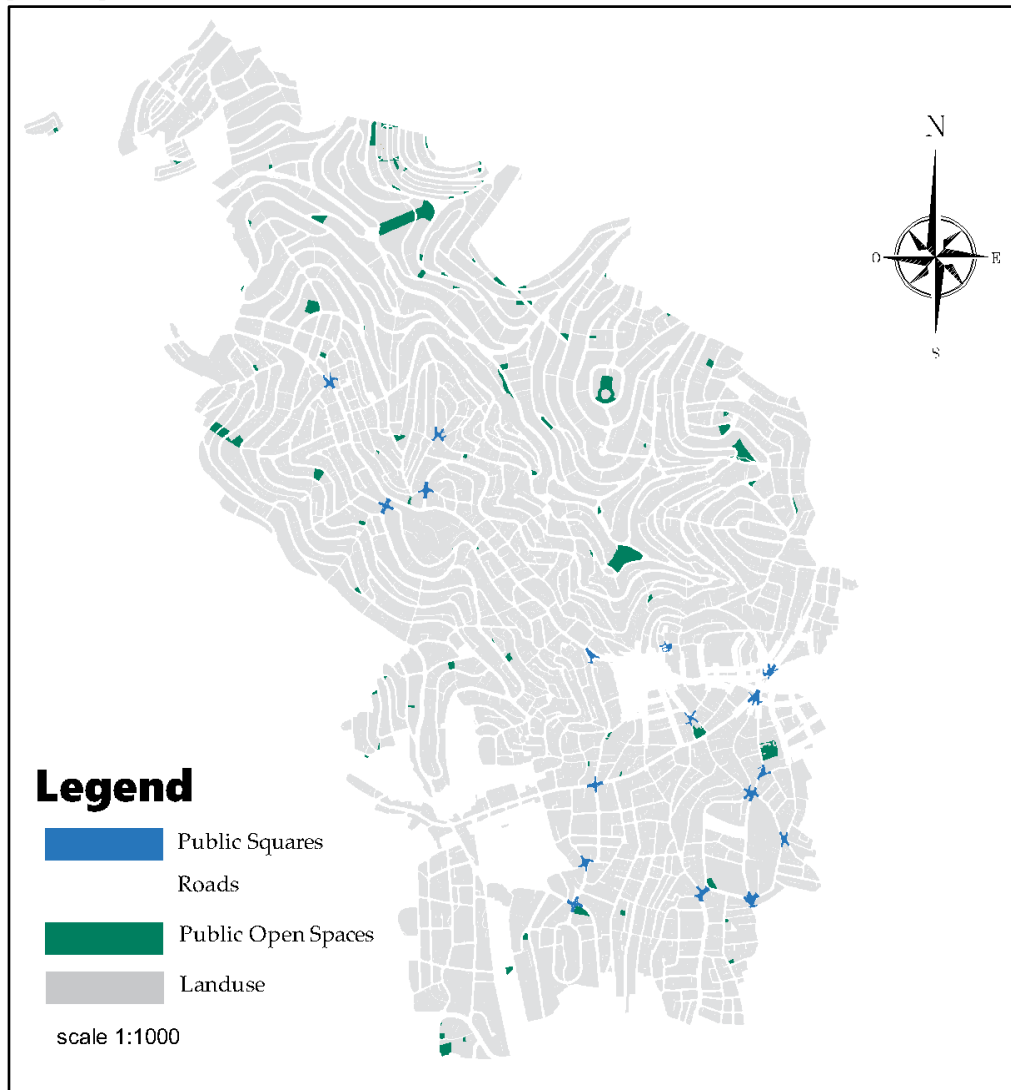 N
O
E
S
Legend
Public Squares
Roads
Public Open Spaces
Landuse
scale 1:1000